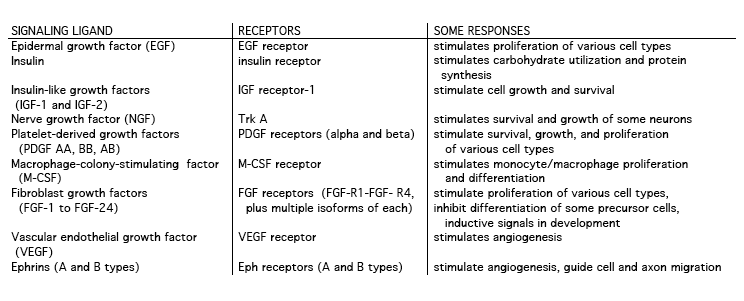 SIGNALING LIGAND RECEPTORS SOME RESPONSES
Epidermal growth factor (EGF) EGF receptor stimulates proliferation of various cell types
Insulin insulin receptor stimulates carbohydrate utilization and protein
synthesis
Insulin-like growth factors IGF receptor-1 stimulate cell growth and survival
(IGF-1 and IGF-2)
Nerve growth factor (NGF) Trk A stimulates survival and growth of some neurons
Platelet-derived growth factors PDGF receptors (alpha and beta) stimulate survival, growth, and proliferation
(PDGF AA, BB, AB) of various cell types
Macrophage-colony-stimulating factor M-CSF receptor stimulates monocyte/macrophage proliferation
(M-CSF) and differentiation
Fibroblast growth factors FGF receptors (FGF-R1-FGF- R4, stimulate proliferation of various cell types,
(FGF-1 to FGF-24) plus multiple isoforms of each) inhibit differentiation of some precursor cells,
inductive signals in development
Vascular endothelial growth factor VEGF receptor stimulates angiogenesis
(VEGF)
Ephrins (A and B types) Eph receptors (A and B types) stimulate angiogenesis, guide cell and axon migration